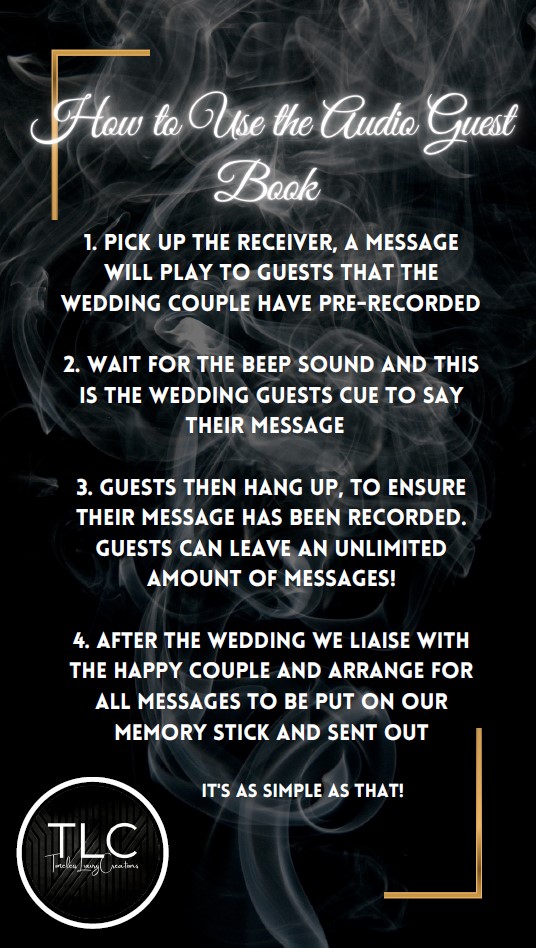 How to Use the Audio Guest
Book
1. PICK UP THE RECEIVER, A MESSAGE
WILL PLAY TO GUESTS THAT THE
WEDDING COUPLE HAVE PRE-RECORDED
2. WAIT FOR THE BEEP SOUND AND THIS
IS THE WEDDING GUESTS CUE TO SAY
THEIR MESSAGE
3. GUESTS THEN HANG UP, TO ENSURE
THEIR MESSAGE HAS BEEN RECORDED.
GUESTS CAN LEAVE AN UNLIMITED
AMOUNT OF MESSAGES!
4. AFTER THE WEDDING WE LIAISE WITH
THE HAPPY COUPLE AND ARRANGE FOR
ALL MESSAGES TO BE PUT ON OUR
MEMORY STICK AND SENT OUT
IT'S AS SIMPLE AS THAT!
TLC